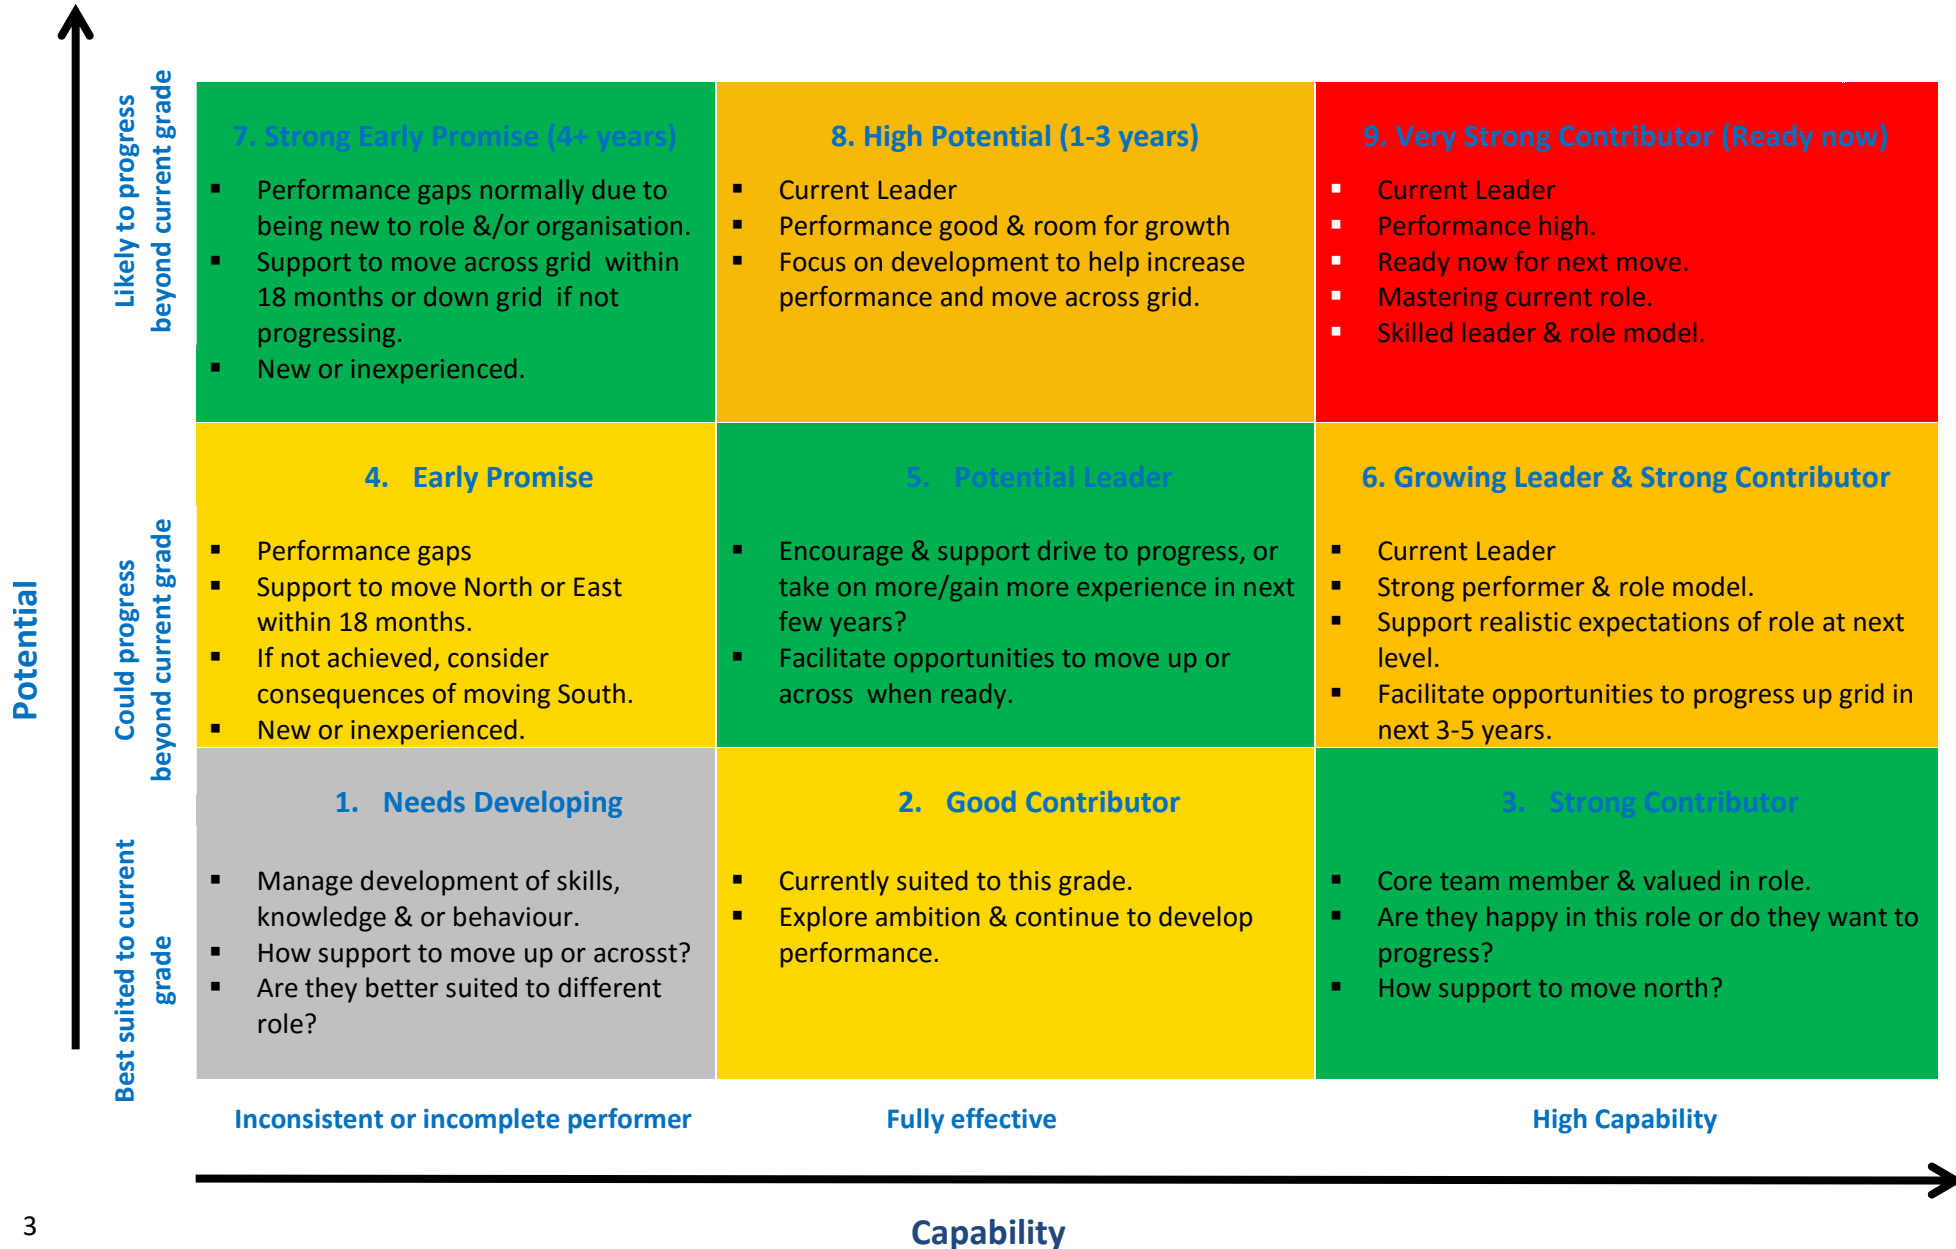 Potential
Likely to progress
beyond current grade
7. Strong Early Promise (4+ years)
▪ Performance gaps normally due to
being new to role &/or organisation.
▪ Support to move across grid within
18 months or down grid if not
progressing.
▪ New or inexperienced.
8. High Potential (1-3 years)
▪ Current Leader
▪ Performance good & room for growth
▪ Focus on development to help increase
performance and move across grid.
9. Very Strong Contributor (Ready now)
▪ Current Leader
▪ Performance high.
▪ Ready now for next move.
▪ Mastering current role.
▪ Skilled leader & role model.
Could progress
beyond current grade
4. Early Promise
▪ Performance gaps
▪ Support to move North or East
within 18 months.
▪ If not achieved, consider
consequences of moving South.
▪ New or inexperienced.
5. Potential Leader
▪ Encourage & support drive to progress, or
take on more/gain more experience in next
few years?
▪ Facilitate opportunities to move up or
across when ready.
6. Growing Leader & Strong Contributor
▪ Current Leader
▪ Strong performer & role model.
▪ Support realistic expectations of role at next
level.
▪ Facilitate opportunities to progress up grid in
next 3-5 years.
Best suited to current
grade
1. Needs Developing
▪ Manage development of skills,
knowledge & or behaviour.
▪ How support to move up or acrosst?
▪ Are they better suited to different
role?
2. Good Contributor
▪ Currently suited to this grade.
▪ Explore ambition & continue to develop
performance.
3. Strong Contributor
▪ Core team member & valued in role.
▪ Are they happy in this role or do they want to
progress?
▪ How support to move north?
Inconsistent or incomplete performer
Fully effective
High Capability
Capability
3